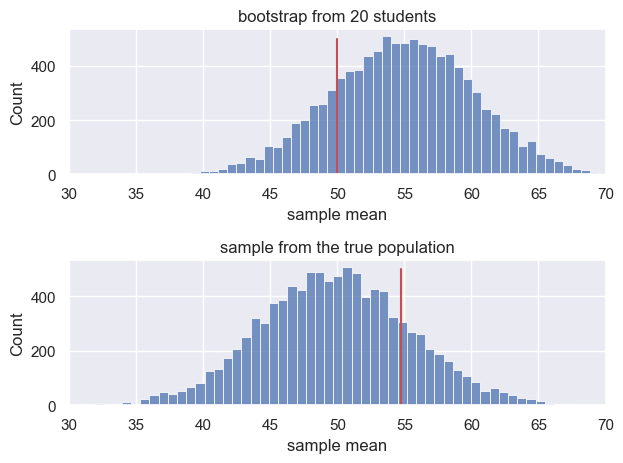 bootstrap from 20 students
400
200
0
Count
30 35 40 45 50 55 60 65 70
sample mean
sample from the true population
400
200
0
Count
30 35 40 45 50 55 60 65 70
sample mean